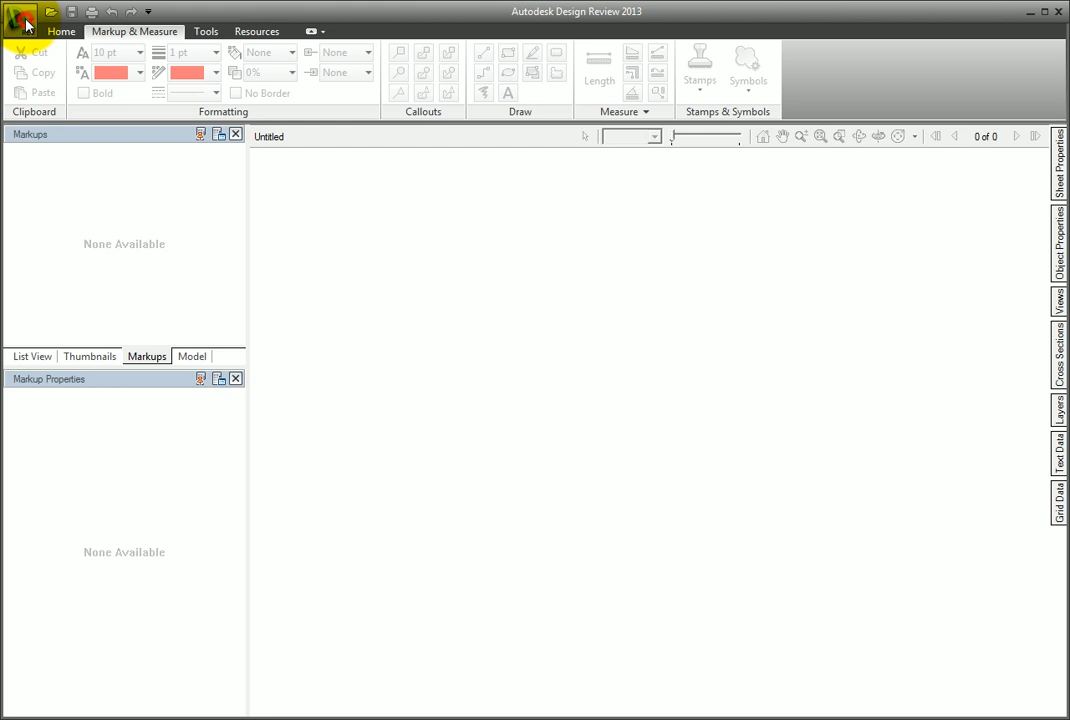 Autodesk Design Review 2013
Home Markup & Measure Tools Resources
Cut 10 pt 1 pt None None
Copy 0% None Length Stamps Symbols
Paste Bold No Border
Clipboard Formatting Callouts Draw Measure Stamps & Symbols
Markups
Untitled
0 of 0
None Available
List View Thumbnails Markups Model
Markup Properties
None Available
Sheet Properties
Object Properties
Views
Cross Sections
Layers
Text Data
Grid Data